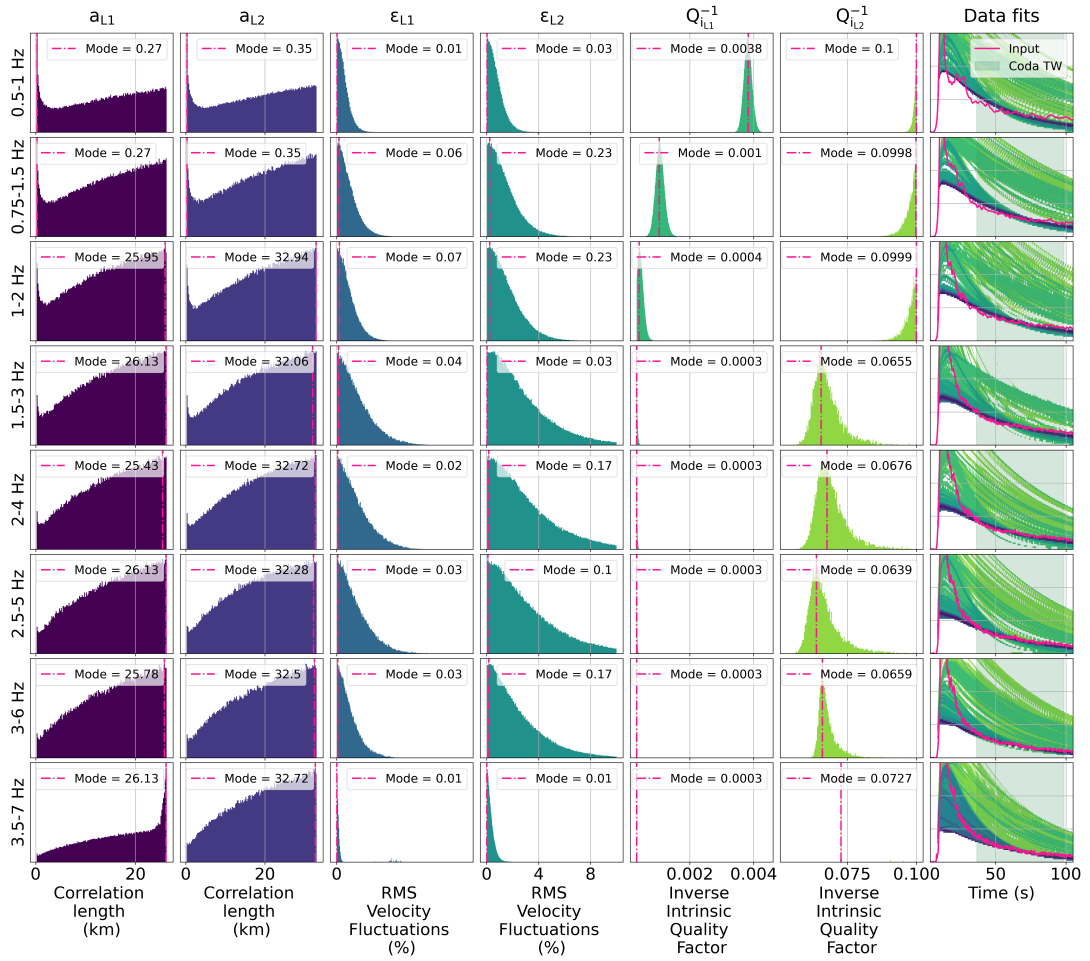 a_L1 a_L2 ε_L1 ε_L2 Q⁻¹_iL1 Q⁻¹_iL2 Data fits
0.5-1 Hz
Mode = 0.27 Mode = 0.35 Mode = 0.01 Mode = 0.03 Mode = 0.0038 Mode = 0.1 Input
Coda TW
0.75-1.5 Hz
Mode = 0.27 Mode = 0.35 Mode = 0.06 Mode = 0.23 Mode = 0.001 Mode = 0.0998
1-2 Hz
Mode = 25.95 Mode = 32.94 Mode = 0.07 Mode = 0.23 Mode = 0.0004 Mode = 0.0999
1.5-3 Hz
Mode = 26.13 Mode = 32.06 Mode = 0.04 Mode = 0.03 Mode = 0.0003 Mode = 0.0655
2-4 Hz
Mode = 25.43 Mode = 32.72 Mode = 0.02 Mode = 0.17 Mode = 0.0003 Mode = 0.0676
2.5-5 Hz
Mode = 26.13 Mode = 32.28 Mode = 0.03 Mode = 0.1 Mode = 0.0003 Mode = 0.0639
3-6 Hz
Mode = 25.78 Mode = 32.5 Mode = 0.03 Mode = 0.17 Mode = 0.0003 Mode = 0.0659
3.5-7 Hz
Mode = 26.13 Mode = 32.72 Mode = 0.01 Mode = 0.01 Mode = 0.0003 Mode = 0.0727
0 20 0 20 0 4 8 0 4 8 0.002 0.004 0.075 0.100 50 100
Correlation Correlation RMS RMS Inverse Inverse Time (s)
length length Velocity Velocity Intrinsic Intrinsic
(km) (km) Fluctuations Fluctuations Quality Quality
(%) (%) Factor Factor